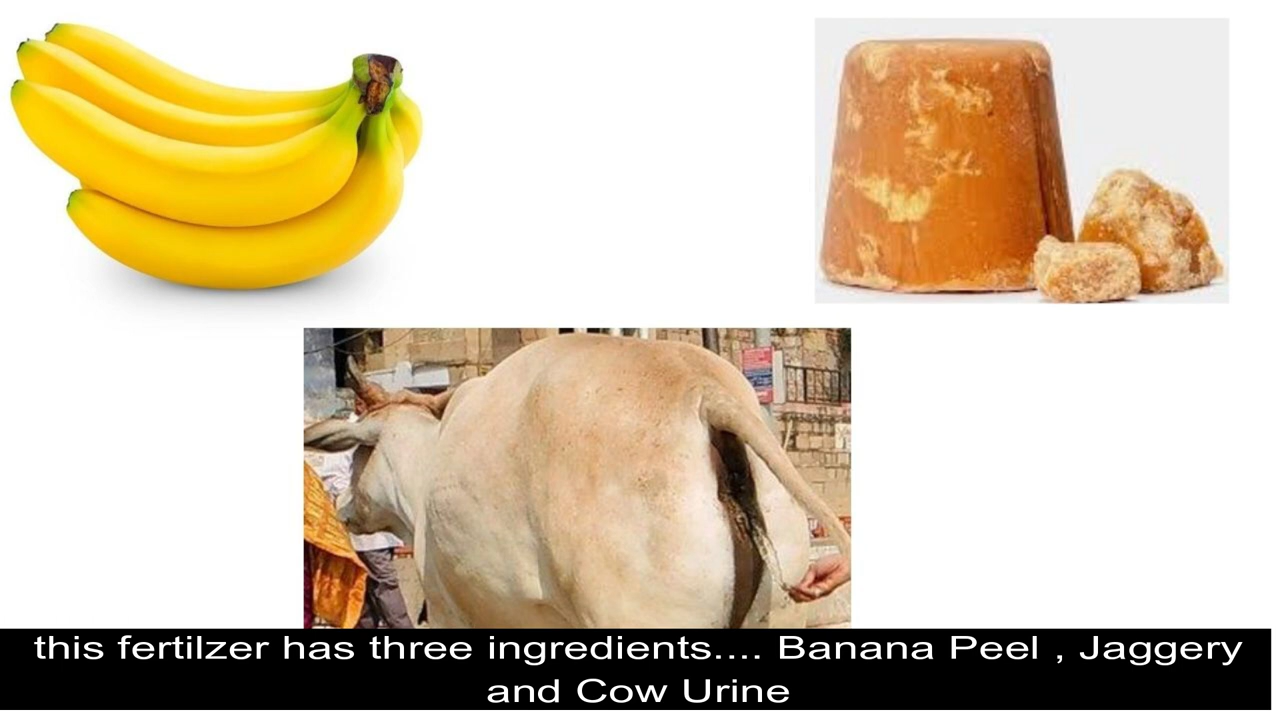 this fertilzer has three ingredients.... Banana Peel , Jaggery
and Cow Urine